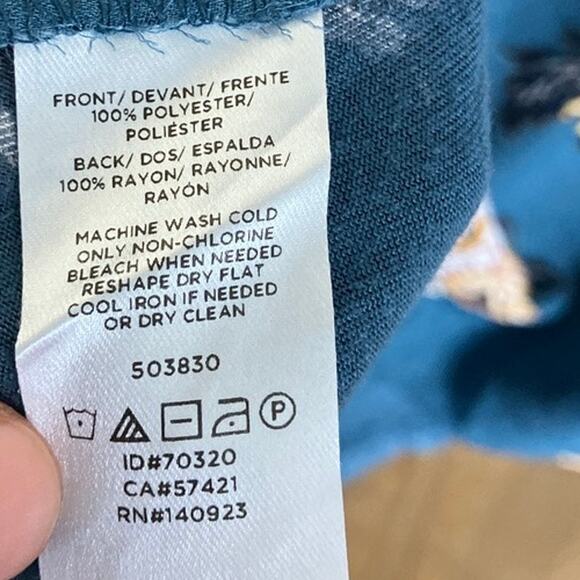 FRONT/ DEVANT/ FRENTE
100% POLYESTER/
POLIÉSTER
BACK/ DOS/ ESPALDA
100% RAYON/ RAYONNE/
RAYÓN
MACHINE WASH COLD
ONLY NON-CHLORINE
BLEACH WHEN NEEDED
RESHAPE DRY FLAT
COOL IRON IF NEEDED
OR DRY CLEAN
503830
P
ID#70320
CA#57421
RN#140923